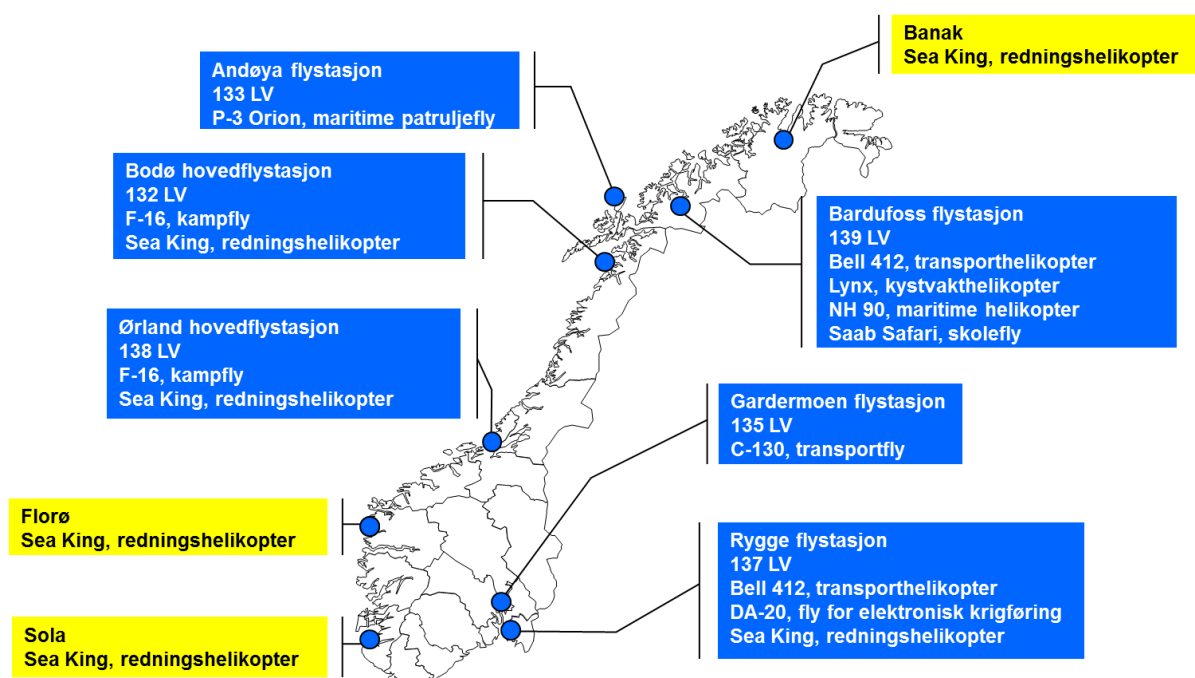 Banak
Sea King, redningshelikopter
Andøya flystasjon
133 LV
P-3 Orion, maritime patruljefly
Bodø hovedflystasjon
132 LV
F-16, kampfly
Sea King, redningshelikopter
Bardufoss flystasjon
139 LV
Bell 412, transporthelikopter
Lynx, kystvakthelikopter
NH 90, maritime helikopter
Saab Safari, skolefly
Ørland hovedflystasjon
138 LV
F-16, kampfly
Sea King, redningshelikopter
Gardermoen flystasjon
135 LV
C-130, transportfly
Florø
Sea King, redningshelikopter
Rygge flystasjon
137 LV
Bell 412, transporthelikopter
DA-20, fly for elektronisk krigføring
Sea King, redningshelikopter
Sola
Sea King, redningshelikopter